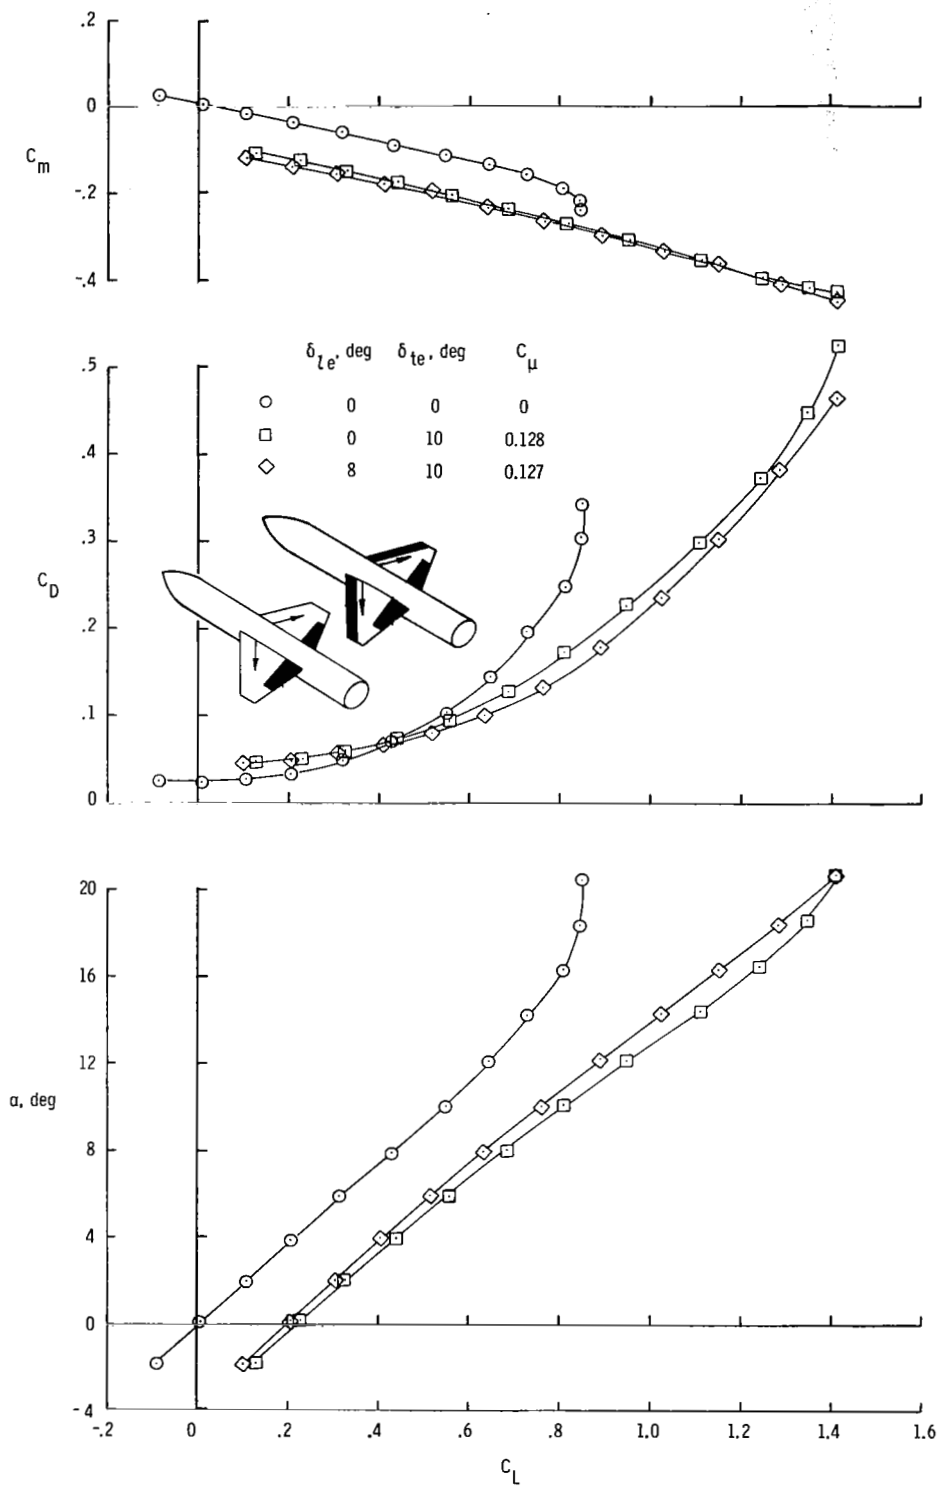 .2
0
-.2
-.4
C_m
δ_le, deg δ_te, deg C_μ
0 0 0
0 10 0.128
8 10 0.127
.5
.4
.3
.2
.1
0
C_D
20
16
12
8
4
0
-4
α, deg
-.2 0 .2 .4 .6 .8 1.0 1.2 1.4 1.6
C_L